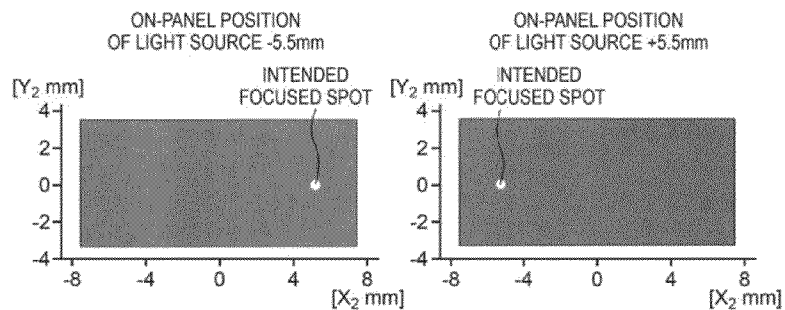 ON-PANEL POSITION
OF LIGHT SOURCE -5.5mm
INTENDED
FOCUSED SPOT
[Y2 mm]
4
2
0
-2
-4
-8
-4
0
4
8
[X2 mm]
ON-PANEL POSITION
OF LIGHT SOURCE +5.5mm
INTENDED
FOCUSED SPOT
[Y2 mm]
4
2
0
-2
-4
-8
-4
0
4
8
[X2 mm]